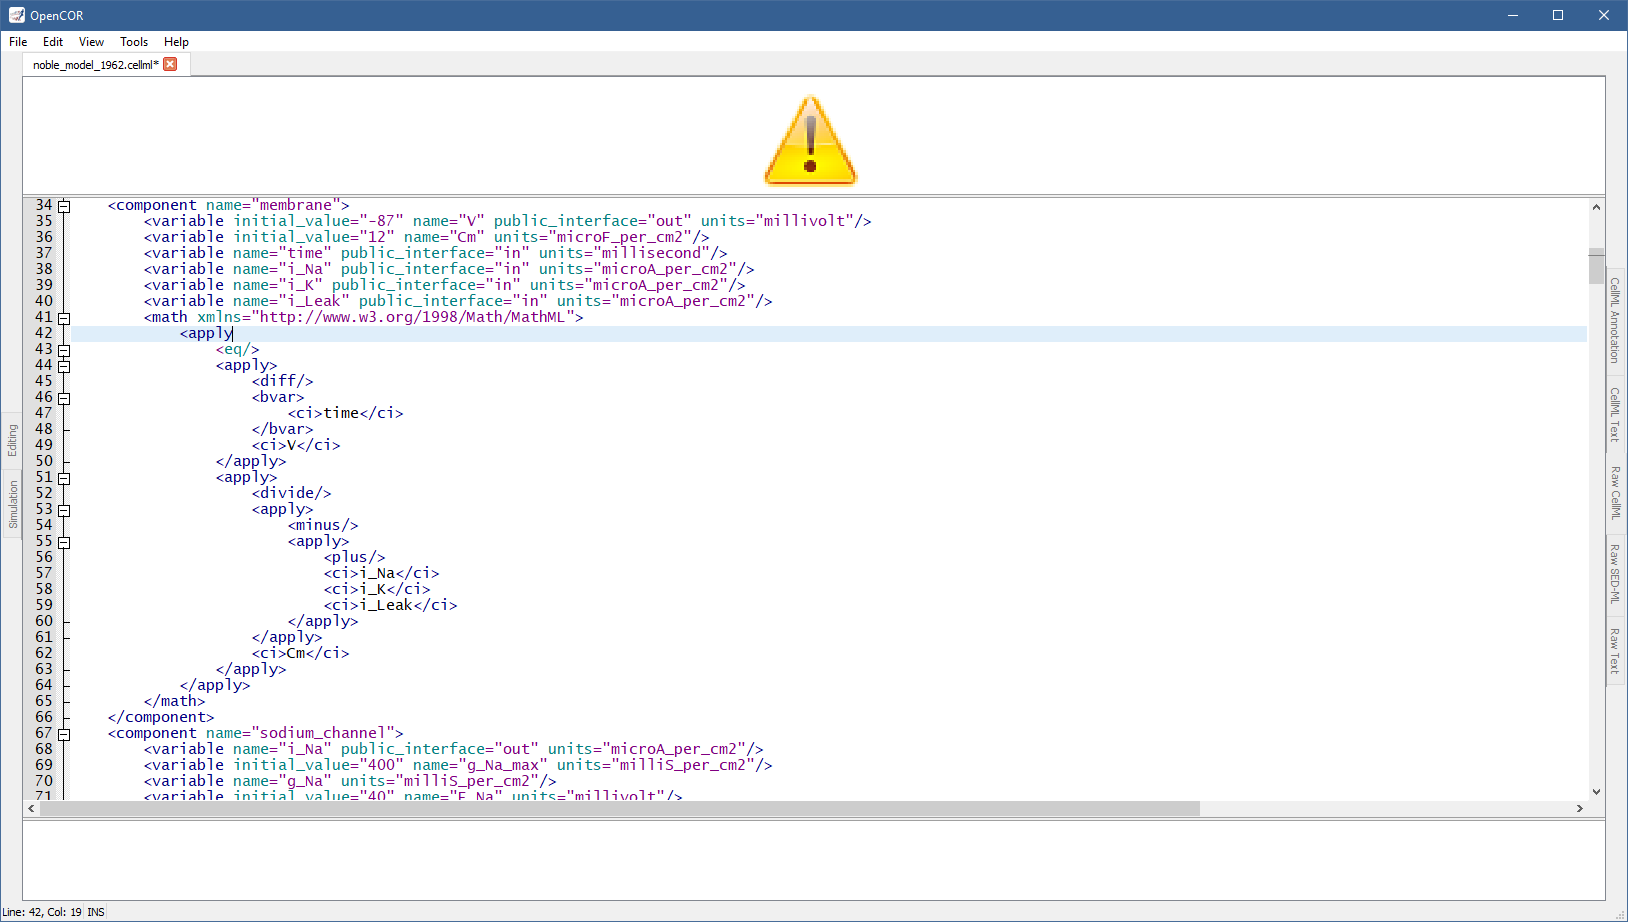 OpenCOR
File Edit View Tools Help
noble_model_1962.cellml*
34 <component name="membrane">
35 <variable initial_value="-87" name="V" public_interface="out" units="millivolt"/>
36 <variable initial_value="12" name="Cm" units="microF_per_cm2"/>
37 <variable name="time" public_interface="in" units="millisecond"/>
38 <variable name="i_Na" public_interface="in" units="microA_per_cm2"/>
39 <variable name="i_K" public_interface="in" units="microA_per_cm2"/>
40 <variable name="i_Leak" public_interface="in" units="microA_per_cm2"/>
41 <math xmlns="http://www.w3.org/1998/Math/MathML">
42 <apply
43 <eq/>
44 <apply>
45 <diff/>
46 <bvar>
47 <ci>time</ci>
48 </bvar>
49 <ci>V</ci>
50 </apply>
51 <apply>
52 <divide/>
53 <apply>
54 <minus/>
55 <apply>
56 <plus/>
57 <ci>i_Na</ci>
58 <ci>i_K</ci>
59 <ci>i_Leak</ci>
60 </apply>
61 </apply>
62 <ci>Cm</ci>
63 </apply>
64 </apply>
65 </math>
66 </component>
67 <component name="sodium_channel">
68 <variable name="i_Na" public_interface="out" units="microA_per_cm2"/>
69 <variable initial_value="400" name="g_Na_max" units="milliS_per_cm2"/>
70 <variable name="g_Na" units="milliS_per_cm2"/>
71 <variable initial_value="40" name="E_Na" units="millivolt"/>
Editing
Simulation
CellML Annotation
CellML Text
Raw CellML
Raw SED-ML
Raw Text
Line: 42, Col: 19 INS